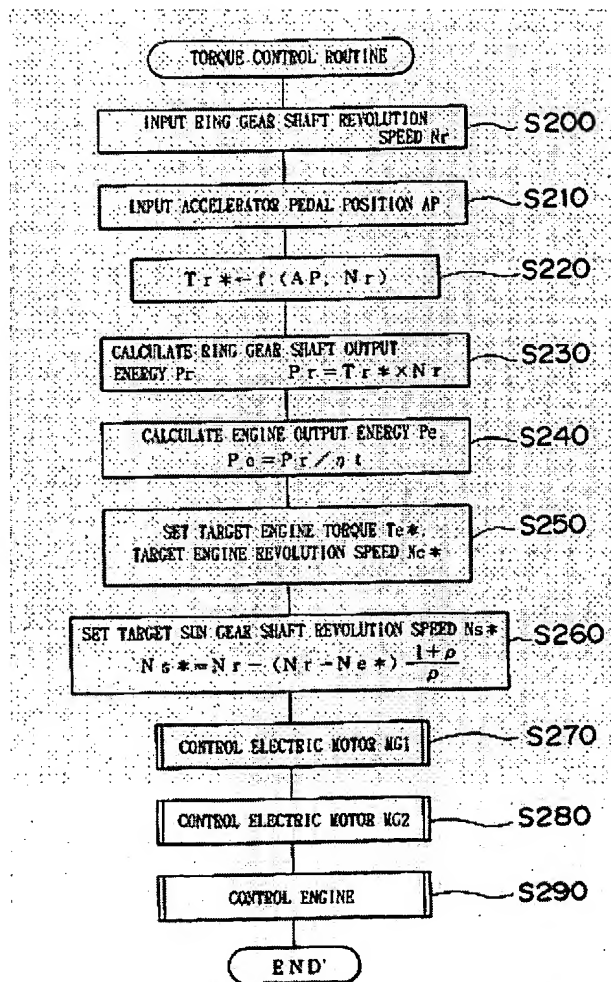 TORQUE CONTROL ROUTINE
INPUT RING GEAR SHAFT REVOLUTION
SPEED Nr
S200
INPUT ACCELERATOR PEDAL POSITION AP
S210
Tr*←f (AP, Nr)
S220
CALCULATE RING GEAR SHAFT OUTPUT
ENERGY Pr Pr=Tr*×Nr
S230
CALCULATE ENGINE OUTPUT ENERGY Pe
Pe=Pr/ηt
S240
SET TARGET ENGINE TORQUE Te*,
TARGET ENGINE REVOLUTION SPEED Ne*
S250
SET TARGET SUN GEAR SHAFT REVOLUTION SPEED Ns*
Ns*=Nr-(Nr-Ne*) 1+ρ/ρ
S260
CONTROL ELECTRIC MOTOR MG1
S270
CONTROL ELECTRIC MOTOR MG2
S280
CONTROL ENGINE
S290
END